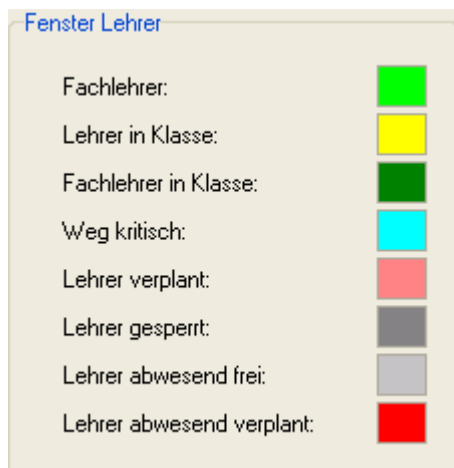 Fenster Lehrer
Fachlehrer:
Lehrer in Klasse:
Fachlehrer in Klasse:
Weg kritisch:
Lehrer verplant:
Lehrer gesperrt:
Lehrer abwesend frei:
Lehrer abwesend verplant: